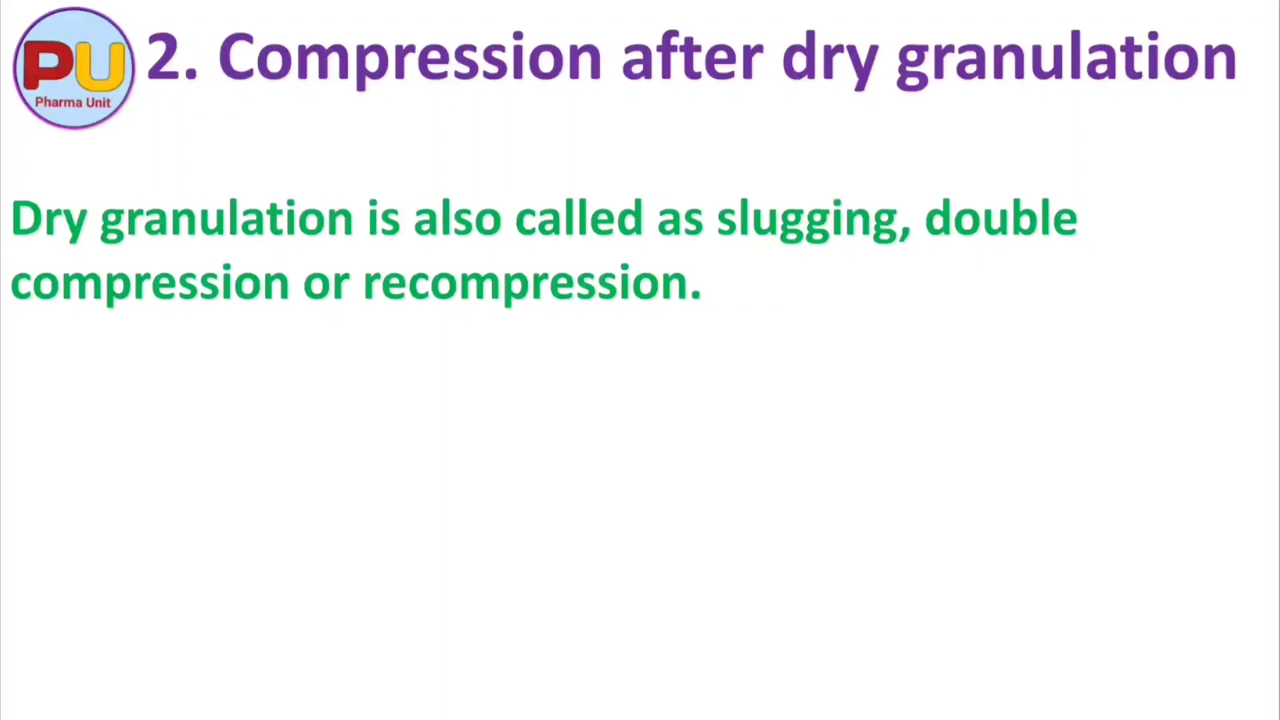 PU
Pharma Unit
2. Compression after dry granulation
Dry granulation is also called as slugging, double
compression or recompression.